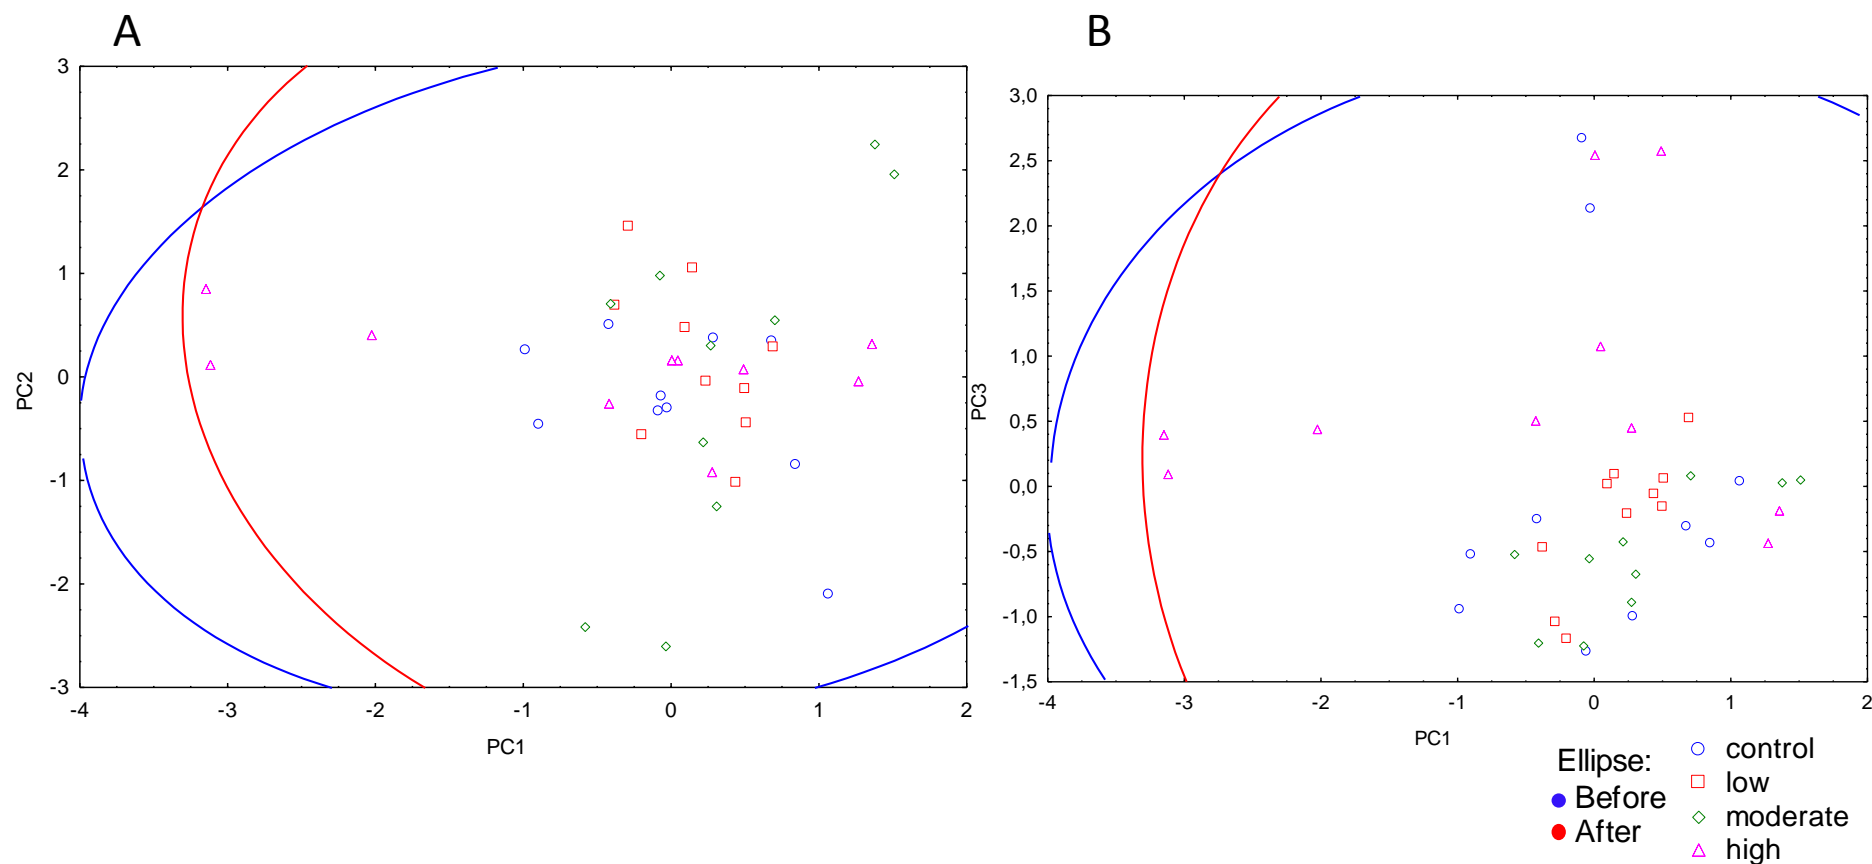 A
3
2
1
0
-1
-2
-3
PC2
-4 -3 -2 -1 0 1 2
PC1
B
3,0
2,5
2,0
1,5
1,0
0,5
0,0
-0,5
-1,0
-1,5
PC3
-4 -3 -2 -1 0 1 2
PC1
Ellipse:
Before
After
control
low
moderate
high